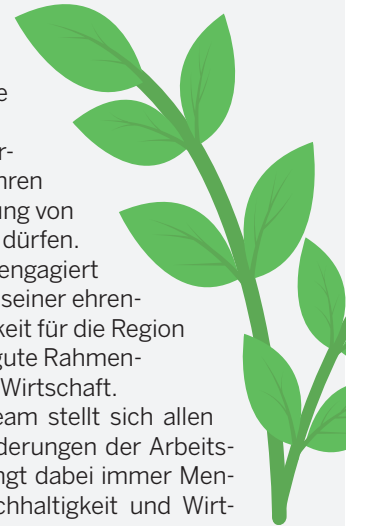 e
r-
hren
ung von
dürfen.
engagiert
seiner ehren-
keit für die Region
gute Rahmen-
Wirtschaft.
eam stellt sich allen
derungen der Arbeits-
ngt dabei immer Men-
chhaltigkeit und Wirt-